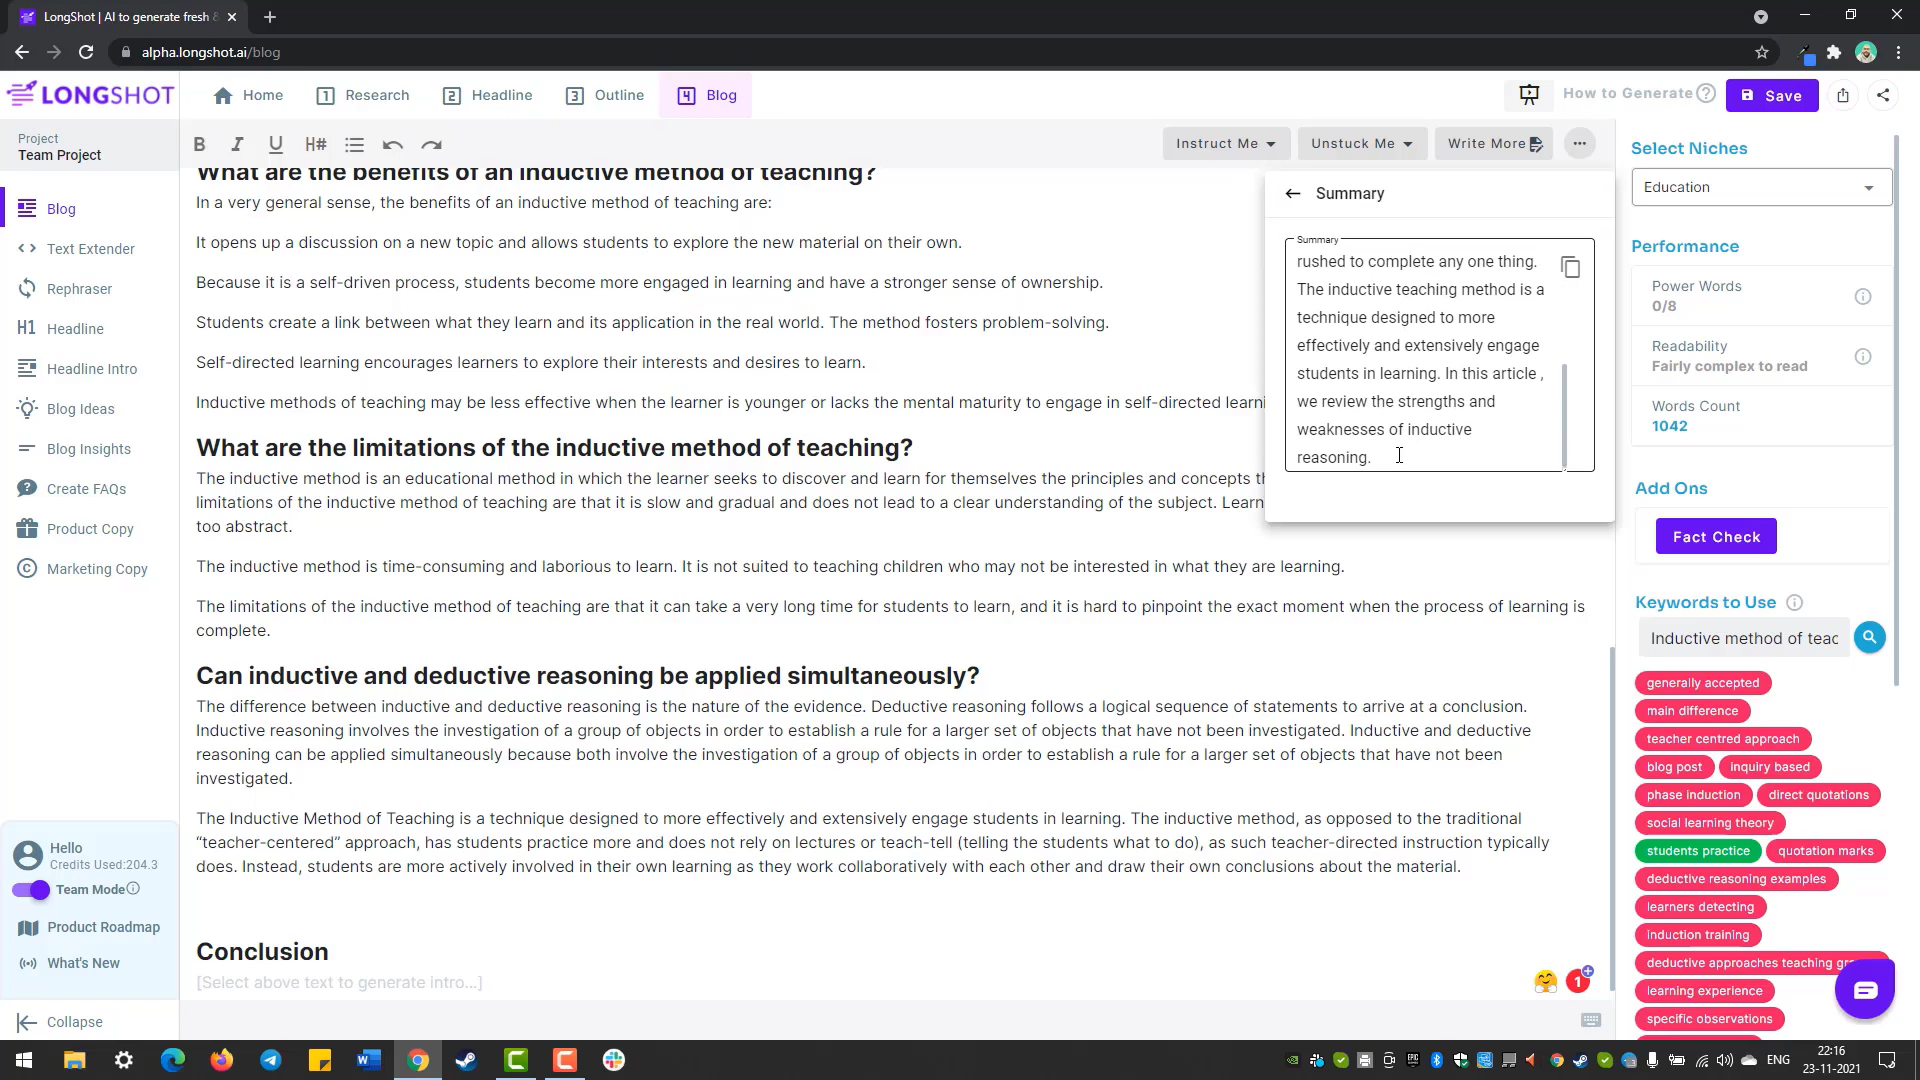 LongShot | AI to generate fresh &
alpha.longshot.ai/blog
LONGSHOT
Home
1 Research
2 Headline
3 Outline
4 Blog
How to Generate
Save
Project
Team Project
Blog
Text Extender
Rephraser
H1 Headline
Headline Intro
Blog Ideas
Blog Insights
Create FAQs
Product Copy
Marketing Copy
Hello
Credits Used:204.3
Team Mode
Product Roadmap
What's New
Collapse
B I U H#
Instruct Me
Unstuck Me
Write More
What are the benefits of an inductive method of teaching?
In a very general sense, the benefits of an inductive method of teaching are:
It opens up a discussion on a new topic and allows students to explore the new material on their own.
Because it is a self-driven process, students become more engaged in learning and have a stronger sense of ownership.
Students create a link between what they learn and its application in the real world. The method fosters problem-solving.
Self-directed learning encourages learners to explore their interests and desires to learn.
Inductive methods of teaching may be less effective when the learner is younger or lacks the mental maturity to engage in self-directed learni
What are the limitations of the inductive method of teaching?
The inductive method is an educational method in which the learner seeks to discover and learn for themselves the principles and concepts th
limitations of the inductive method of teaching are that it is slow and gradual and does not lead to a clear understanding of the subject. Learn
too abstract.
The inductive method is time-consuming and laborious to learn. It is not suited to teaching children who may not be interested in what they are learning.
The limitations of the inductive method of teaching are that it can take a very long time for students to learn, and it is hard to pinpoint the exact moment when the process of learning is
complete.
Can inductive and deductive reasoning be applied simultaneously?
The difference between inductive and deductive reasoning is the nature of the evidence. Deductive reasoning follows a logical sequence of statements to arrive at a conclusion.
Inductive reasoning involves the investigation of a group of objects in order to establish a rule for a larger set of objects that have not been investigated. Inductive and deductive
reasoning can be applied simultaneously because both involve the investigation of a group of objects in order to establish a rule for a larger set of objects that have not been
investigated.
The Inductive Method of Teaching is a technique designed to more effectively and extensively engage students in learning. The inductive method, as opposed to the traditional
“teacher-centered” approach, has students practice more and does not rely on lectures or teach-tell (telling the students what to do), as such teacher-directed instruction typically
does. Instead, students are more actively involved in their own learning as they work collaboratively with each other and draw their own conclusions about the material.
Conclusion
[Select above text to generate intro...]
1
Summary
Summary
rushed to complete any one thing.
The inductive teaching method is a
technique designed to more
effectively and extensively engage
students in learning. In this article ,
we review the strengths and
weaknesses of inductive
reasoning.
Select Niches
Education
Performance
Power Words
0/8
Readability
Fairly complex to read
Words Count
1042
Add Ons
Fact Check
Keywords to Use
Inductive method of teac
generally accepted
main difference
teacher centred approach
blog post inquiry based
phase induction direct quotations
social learning theory
students practice quotation marks
deductive reasoning examples
learners detecting
induction training
deductive approaches teaching gr
learning experience
specific observations
ENG
22:16
23-11-2021